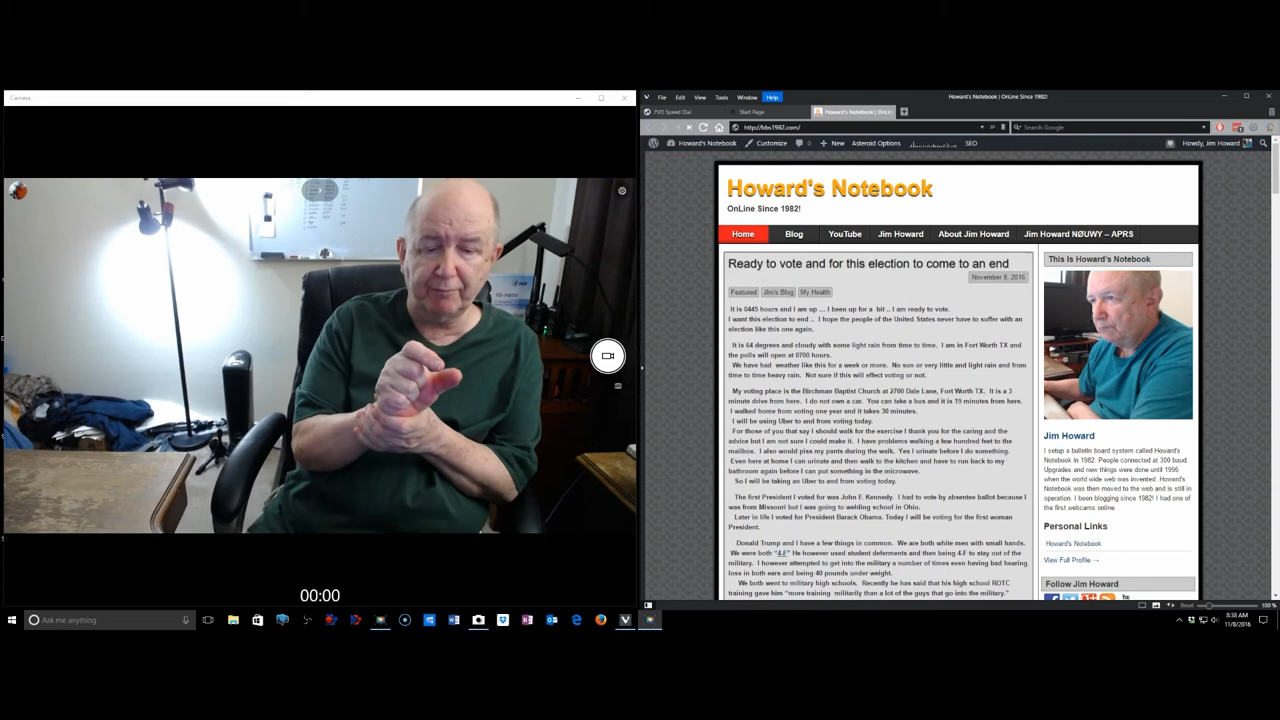 Camera
00:00
File Edit View Tools Window Help
Howard's Notebook | OnLine Since 1982!
FVD Speed Dial
Start Page
Howard's Notebook | OnLin
http://bbs1982.com/
Search Google
Howard's Notebook Customize 0 New Asteroid Options SEO
Howdy, Jim Howard
Howard's Notebook
OnLine Since 1982!
Home Blog YouTube Jim Howard About Jim Howard Jim Howard NØUWY – APRS
Ready to vote and for this election to come to an end
November 8, 2016
Featured Jim's Blog My Health
It is 0445 hours and I am up ... I been up for a bit .. I am ready to vote.
I want this election to end .. I hope the people of the United States never have to suffer with an
election like this one again.
It is 64 degrees and cloudy with some light rain from time to time. I am in Fort Worth TX and
the polls will open at 0700 hours.
We have had weather like this for a week or more. No sun or very little and light rain and from
time to time heavy rain. Not sure if this will effect voting or not.
My voting place is the Birchman Baptist Church at 2700 Dale Lane, Fort Worth TX. It is a 3
minute drive from here. I do not own a car. You can take a bus and it is 19 minutes from here.
I walked home from voting one year and it takes 30 minutes.
I will be using Uber to and from voting today.
For those of you that say I should walk for the exercise I thank you for the caring and the
advice but I am not sure I could make it. I have problems walking a few hundred feet to the
mailbox. I also would piss my pants during the walk. Yes I urinate before I do something.
Even here at home I can urinate and then walk to the kitchen and have to run back to my
bathroom again before I can put something in the microwave.
So I will be taking an Uber to and from voting today.
The first President I voted for was John F. Kennedy. I had to vote by absentee ballot because I
was from Missouri but I was going to welding school in Ohio.
Later in life I voted for President Barack Obama. Today I will be voting for the first woman
President.
Donald Trump and I have a few things in common. We are both white men with small hands.
We were both "4-F" He however used student deferments and then being 4-F to stay out of the
military. I however attempted to get into the military a number of times even having bad hearing
loss in both ears and being 40 pounds under weight.
We both went to military high schools. Recently he has said that his high school ROTC
training gave him "more training militarily than a lot of the guys that go into the military."
This Is Howard's Notebook
Jim Howard
I setup a bulletin board system called Howard's
Notebook in 1982. People connected at 300 baud.
Upgrades and new things were done until 1995
when the world wide web was invented. Howard's
Notebook was then moved to the web and is still in
operation. I been blogging since 1982! I had one of
the first webcams online.
Personal Links
Howard's Notebook
View Full Profile →
Follow Jim Howard
You
Reset 100 %
Ask me anything
8:38 AM
11/8/2016